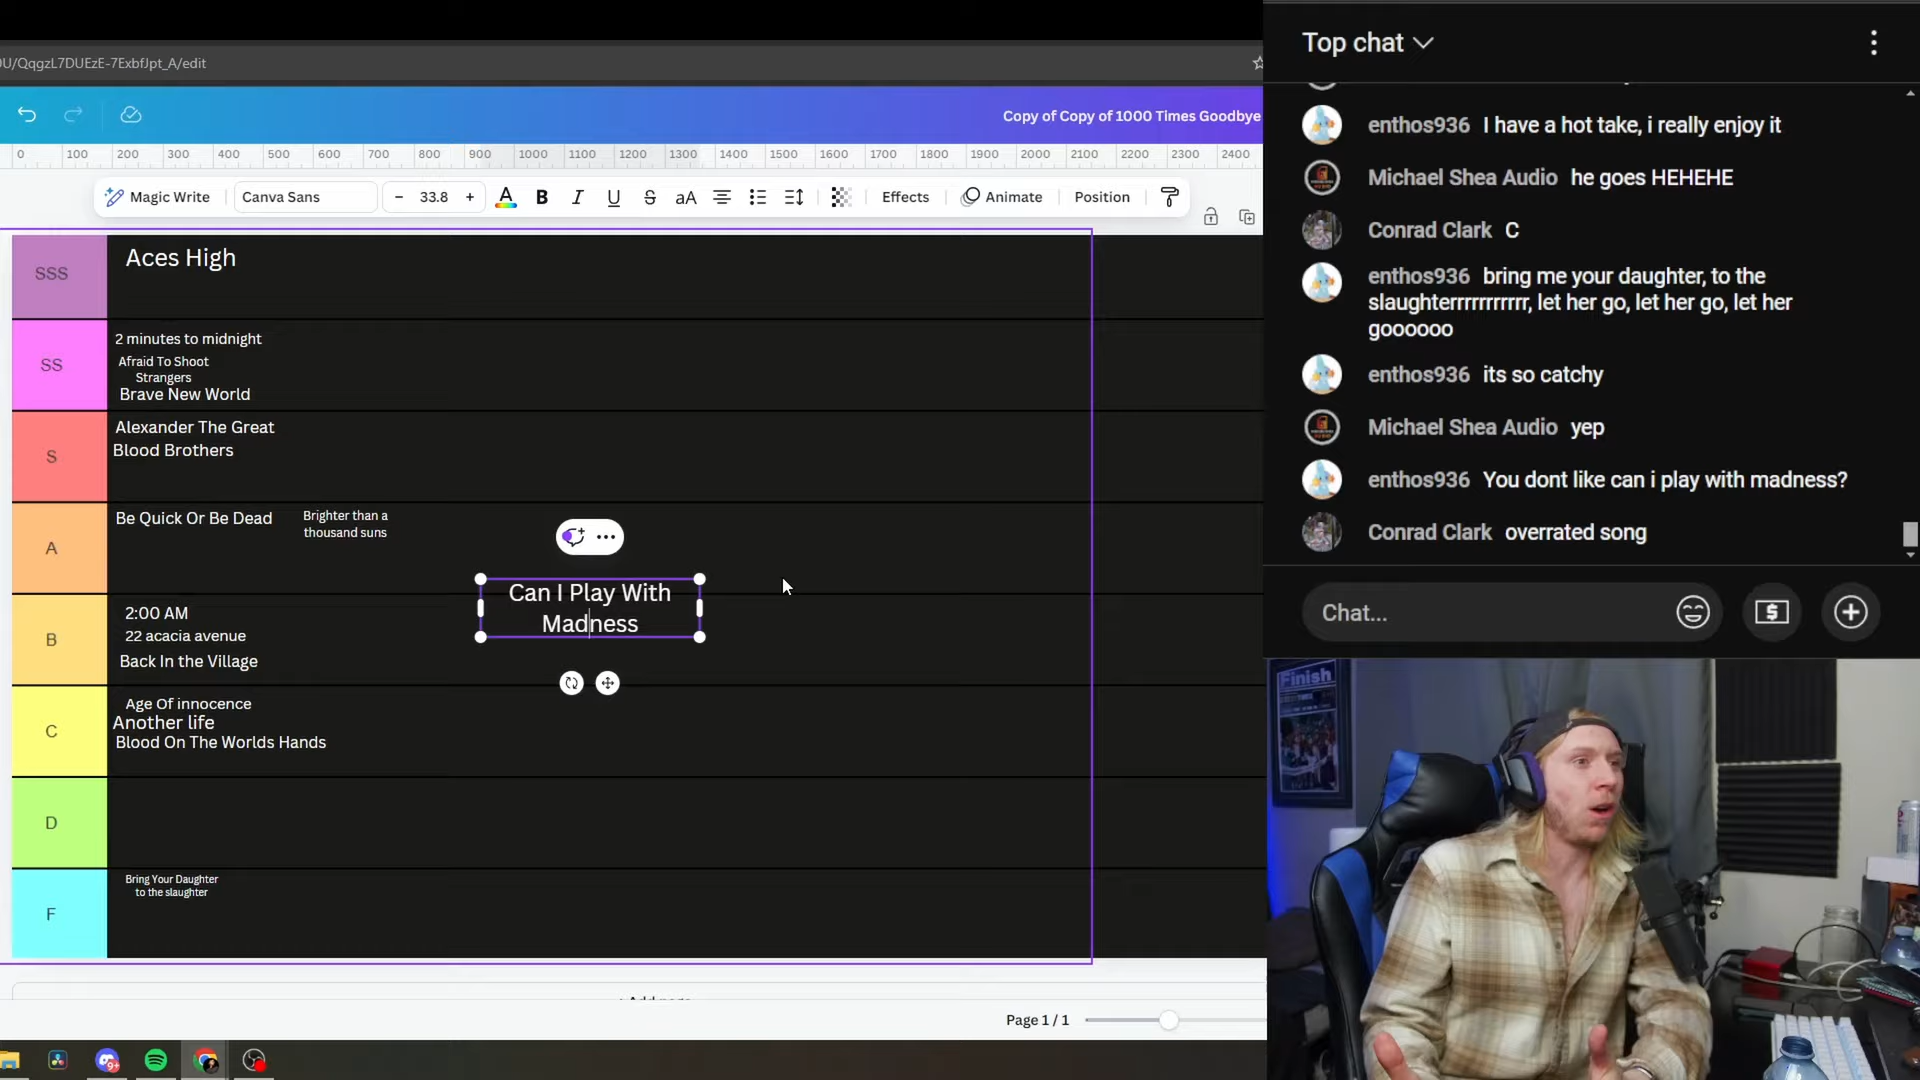 0U/QqgzL7DUEzE-7ExbfJpt_A/edit
Copy of Copy of 1000 Times Goodbye
0 100 200 300 400 500 600 700 800 900 1000 1100 1200 1300 1400 1500 1600 1700 1800 1900 2000 2100 2200 2300 2400
Magic Write
Canva Sans
– 33.8 +
A B I U S aA
Effects
Animate
Position
SSS
Aces High
SS
2 minutes to midnight
Afraid To Shoot
Strangers
Brave New World
S
Alexander The Great
Blood Brothers
A
Be Quick Or Be Dead
Brighter than a
thousand suns
Can I Play With
Madness
B
2:00 AM
22 acacia avenue
Back In the Village
C
Age Of innocence
Another life
Blood On The Worlds Hands
D
F
Bring Your Daughter
to the slaughter
Page 1 / 1
9+
Top chat
enthos936 I have a hot take, i really enjoy it
Michael Shea Audio he goes HEHEHE
Conrad Clark C
enthos936 bring me your daughter, to the
slaughterrrrrrrrrrr, let her go, let her
goooooo
enthos936 its so catchy
Michael Shea Audio yep
enthos936 You dont like can i play with madness?
Conrad Clark overrated song
Chat...
Finish